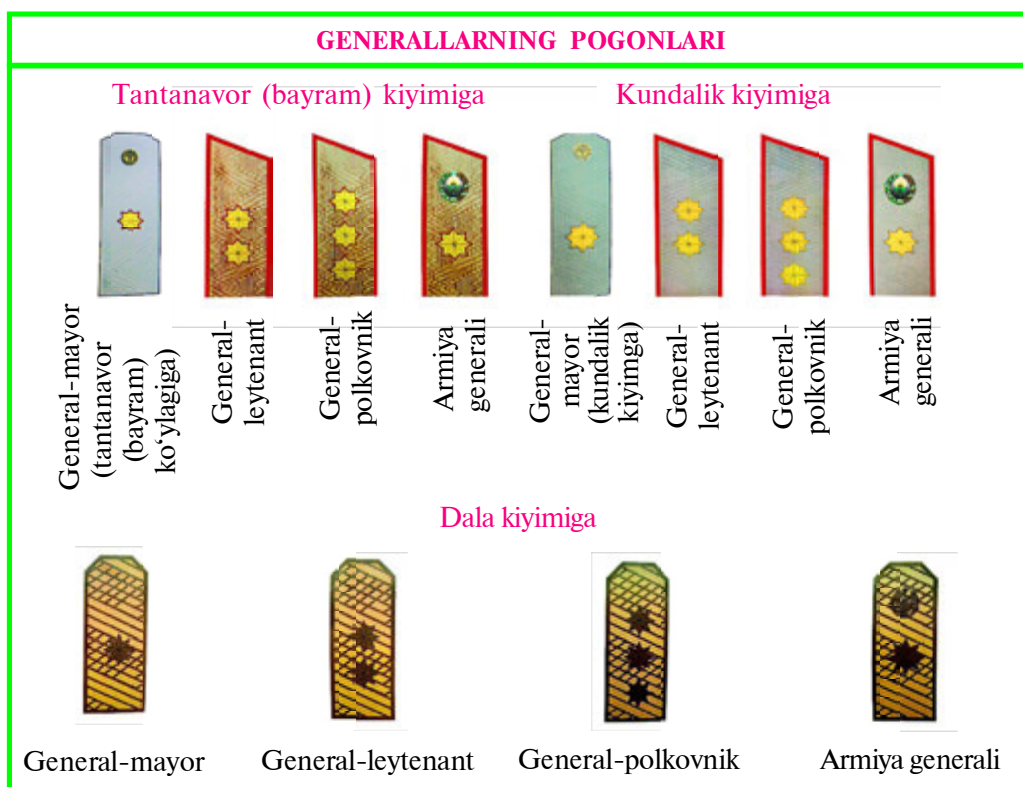 GENERALLARNING POGONLARI
Tantanavor (bayram) kiyimiga
Kundalik kiyimiga
General-mayor
(tantanavor
(bayram)
ko‘ylagiga)
General-
leytenant
General-
polkovnik
Armiya
generali
General-
mayor
(kundalik
kiyimga)
General-
leytenant
General-
polkovnik
Armiya
generali
Dala kiyimiga
General-mayor
General-leytenant
General-polkovnik
Armiya generali